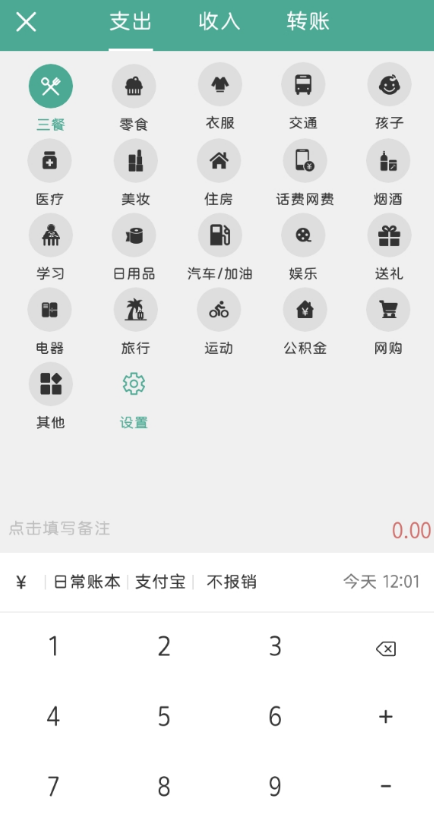 支出 收入 转账
三餐 零食 衣服 交通 孩子
医疗 美妆 住房 话费网费 烟酒
学习 日用品 汽车/加油 娱乐 送礼
电器 旅行 运动 公积金 网购
其他 设置
点击填写备注 0.00
¥ 日常账本 支付宝 不报销 今天 12:01
1 2 3
4 5 6 +
7 8 9 -